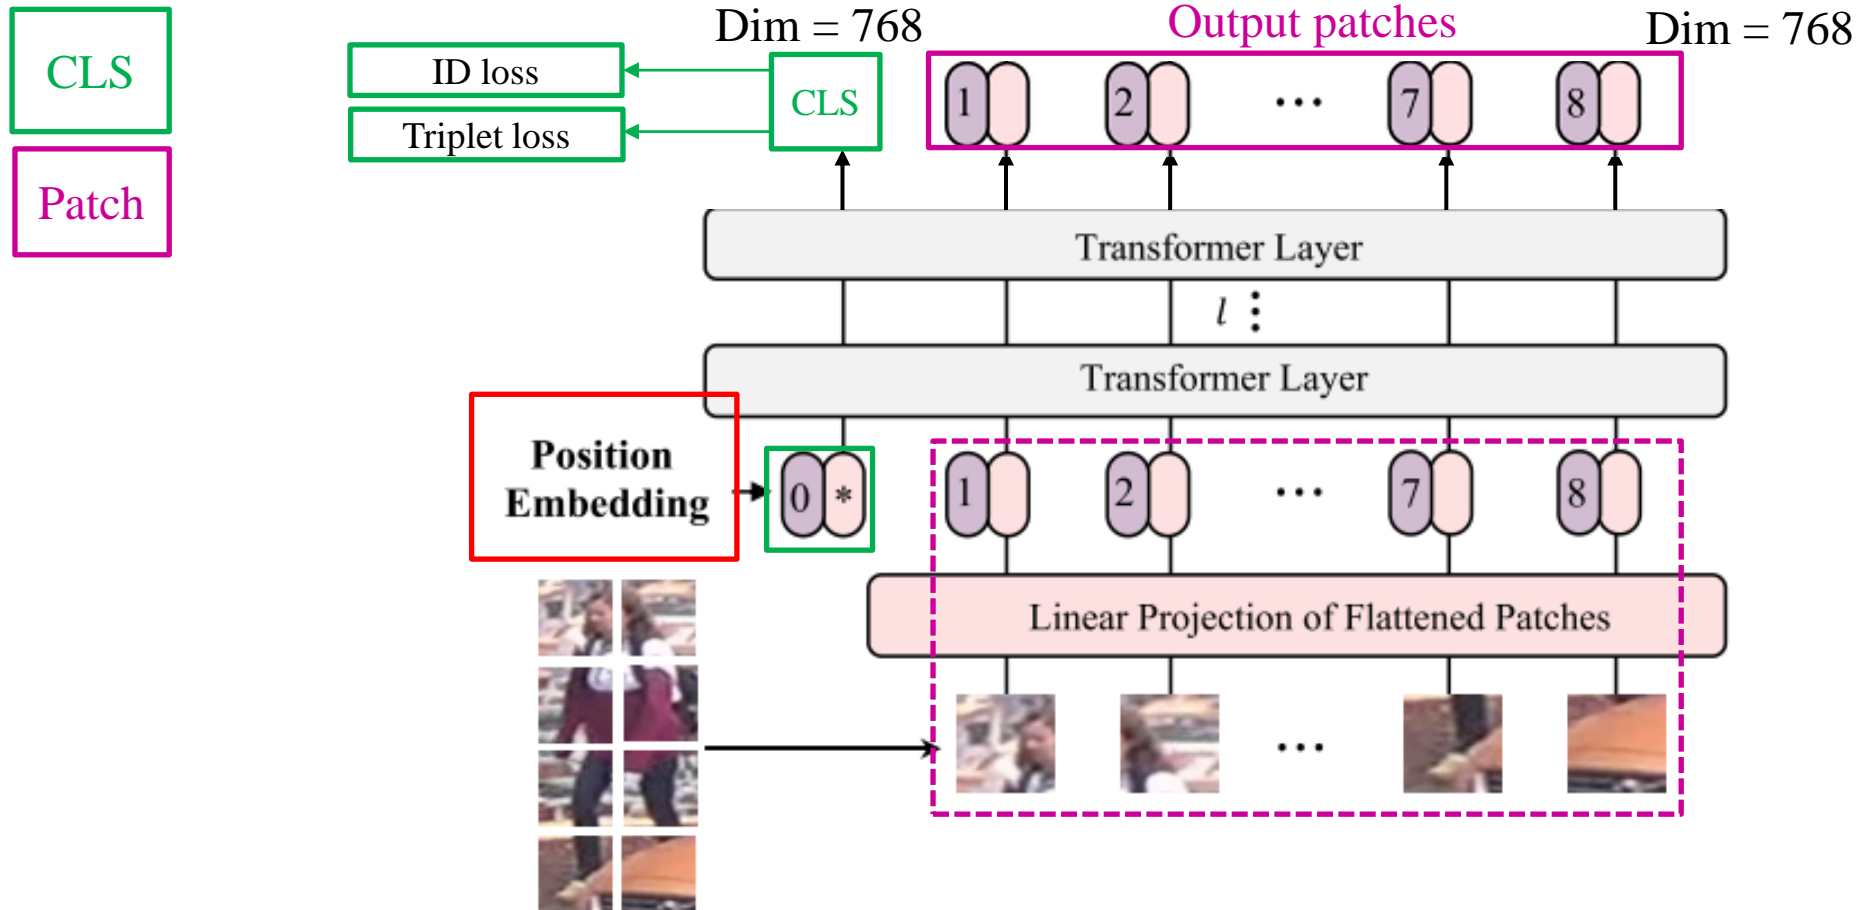 Dim = 768
Output patches
Dim = 768
CLS
ID loss
CLS
1
2
...
7
8
Triplet loss
Patch
Transformer Layer
l ⋮
Transformer Layer
Position
Embedding
0 *
1
2
...
7
8
Linear Projection of Flattened Patches
...